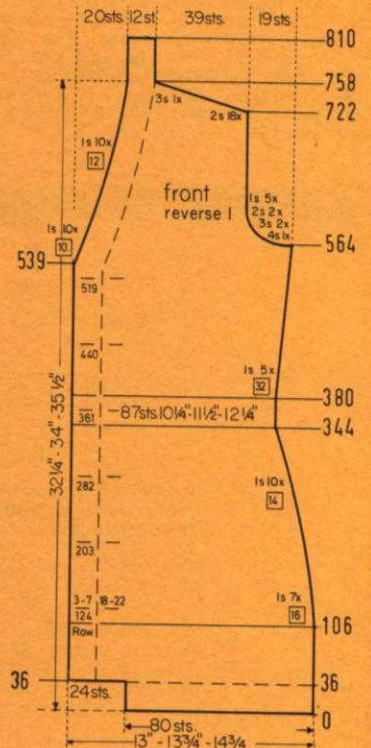 20sts. 12st 39sts. 19sts
810
758
3s 1x
722
2s 18x
1s 10x
12
front
reverse 1
1s 5x
2s 2x
3s 2x
4s 1x
1s 10x
10
564
539
519
440
1s 5x
32
380
361
87sts.10¼"-11½"-12¼"
344
32¼"-34"-35½"
1s 10x
14
282
203
3-7 18-22
124
Row
1s 7x
16
106
36
36
24sts.
0
80sts.
13"-13¾"-14¾